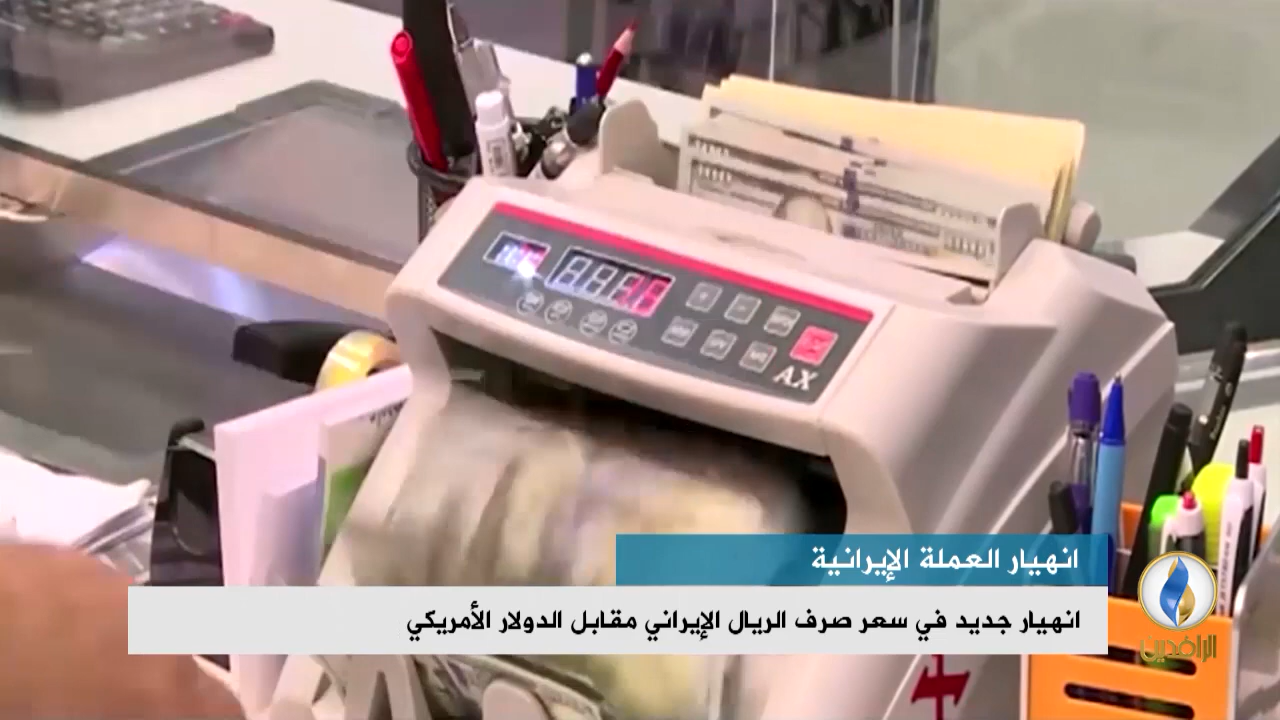 AX
انهيار العملة الإيرانية
انهيار جديد في سعر صرف الريال الإيراني مقابل الدولار الأمريكي
الرافدين